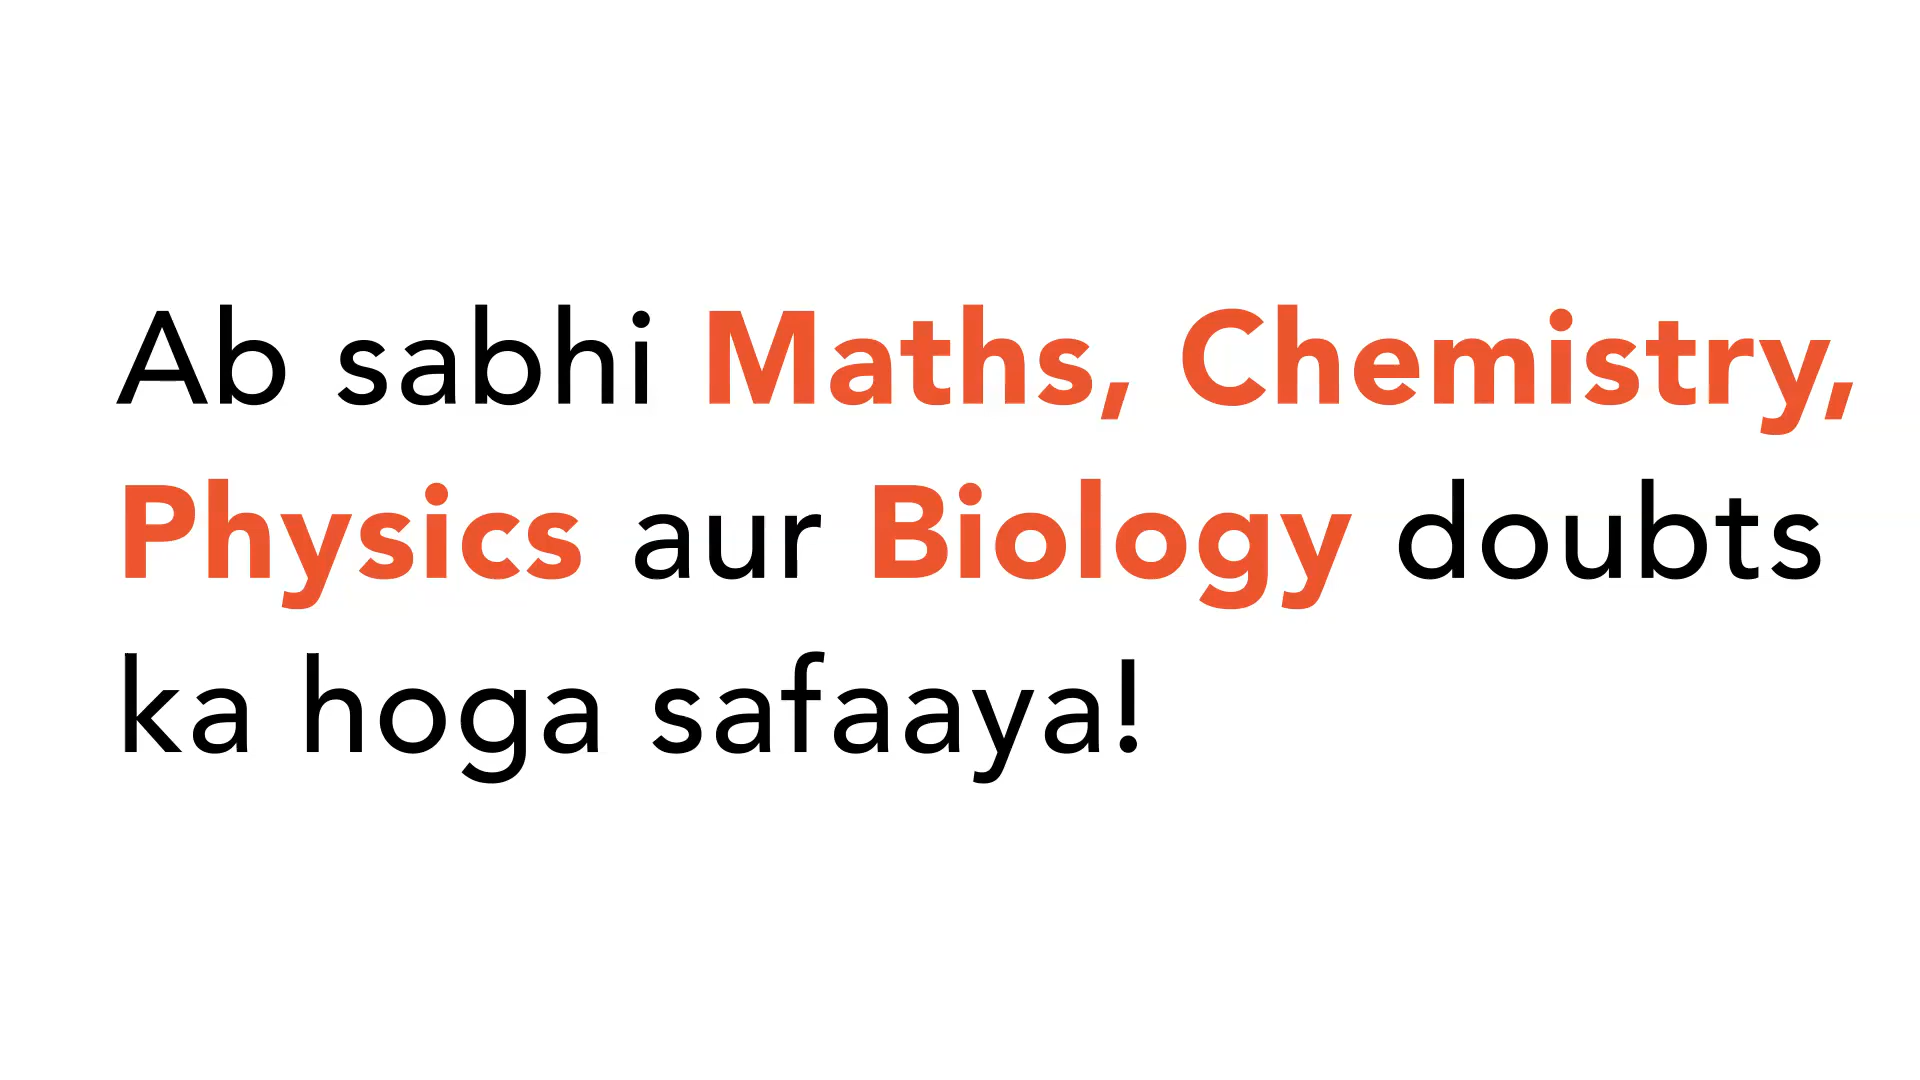 Ab sabhi Maths, Chemistry,
Physics aur Biology doubts
ka hoga safaaya!